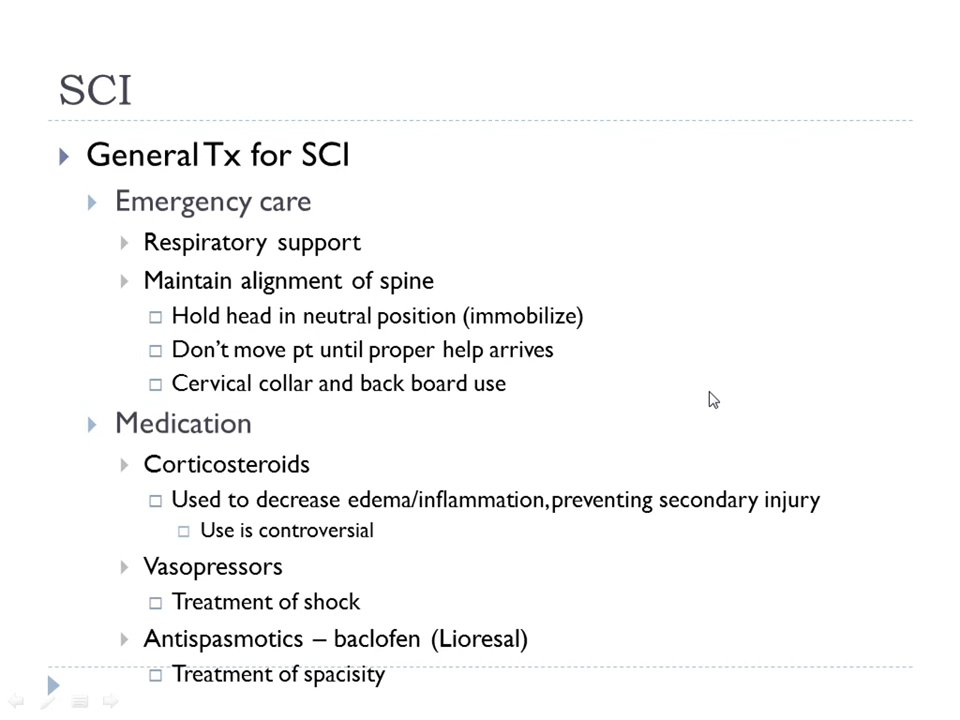 SCI
General Tx for SCI
Emergency care
Respiratory support
Maintain alignment of spine
Hold head in neutral position (immobilize)
Don't move pt until proper help arrives
Cervical collar and back board use
Medication
Corticosteroids
Used to decrease edema/inflammation, preventing secondary injury
Use is controversial
Vasopressors
Treatment of shock
Antispasmotics – baclofen (Lioresal)
Treatment of spacisity